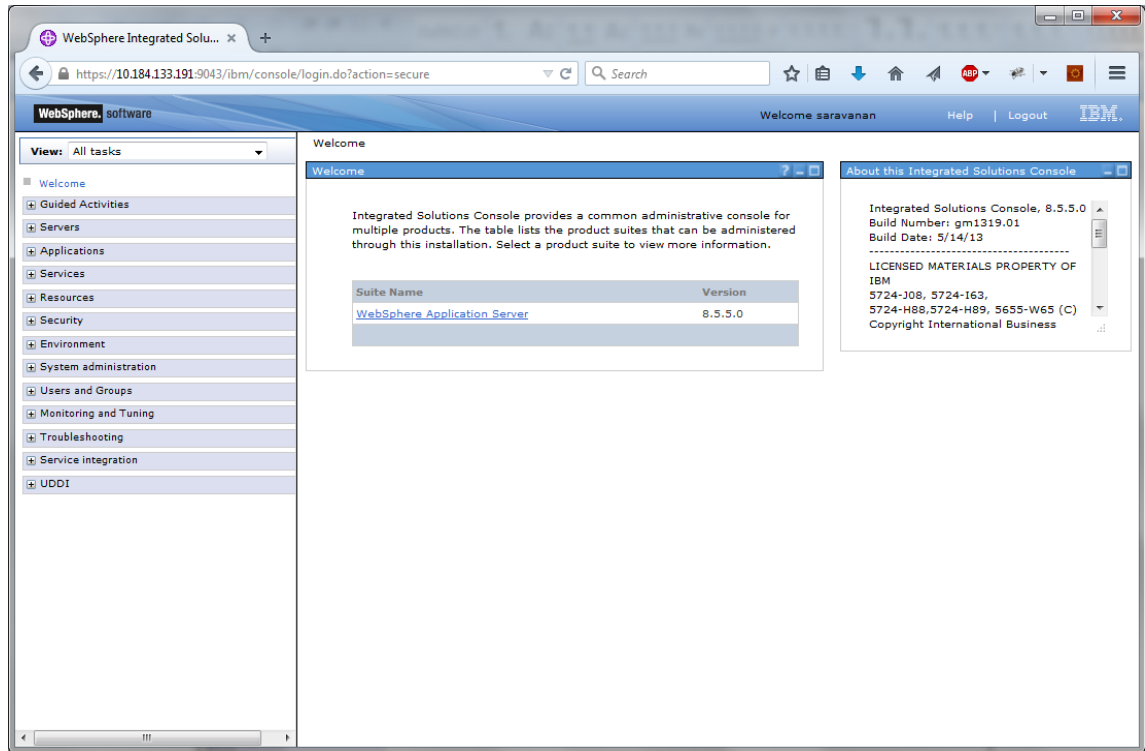 WebSphere Integrated Solu...
https://10.184.133.191:9043/ibm/console/login.do?action=secure
Search
ABP
WebSphere. software
Welcome saravanan
Help | Logout
IBM.
View: All tasks
Welcome
Guided Activities
Servers
Applications
Services
Resources
Security
Environment
System administration
Users and Groups
Monitoring and Tuning
Troubleshooting
Service integration
UDDI
Welcome
Welcome
Integrated Solutions Console provides a common administrative console for
multiple products. The table lists the product suites that can be administered
through this installation. Select a product suite to view more information.
Suite Name Version
WebSphere Application Server 8.5.5.0
About this Integrated Solutions Console
Integrated Solutions Console, 8.5.5.0
Build Number: gm1319.01
Build Date: 5/14/13
----------------------------------------
LICENSED MATERIALS PROPERTY OF
IBM
5724-J08, 5724-I63,
5724-H88,5724-H89, 5655-W65 (C)
Copyright International Business